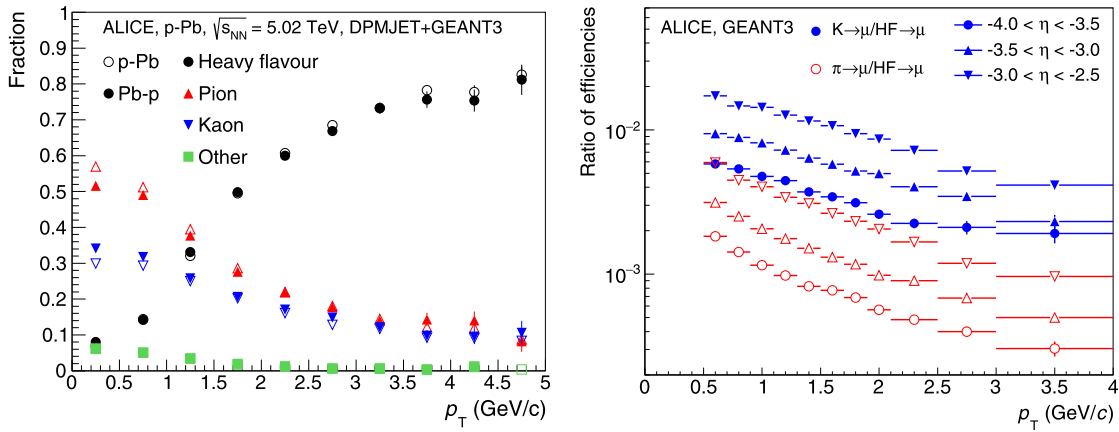 ALICE, p-Pb, √sNN = 5.02 TeV, DPMJET+GEANT3
p-Pb
Heavy flavour
Pb-p
Pion
Kaon
Other
Fraction
1
0.9
0.8
0.7
0.6
0.5
0.4
0.3
0.2
0.1
0
0 0.5 1 1.5 2 2.5 3 3.5 4 4.5 5
pT (GeV/c)
ALICE, GEANT3
K→μ/HF→μ
π→μ/HF→μ
-4.0 < η < -3.5
-3.5 < η < -3.0
-3.0 < η < -2.5
Ratio of efficiencies
10−2
10−3
0 0.5 1 1.5 2 2.5 3 3.5 4
pT (GeV/c)